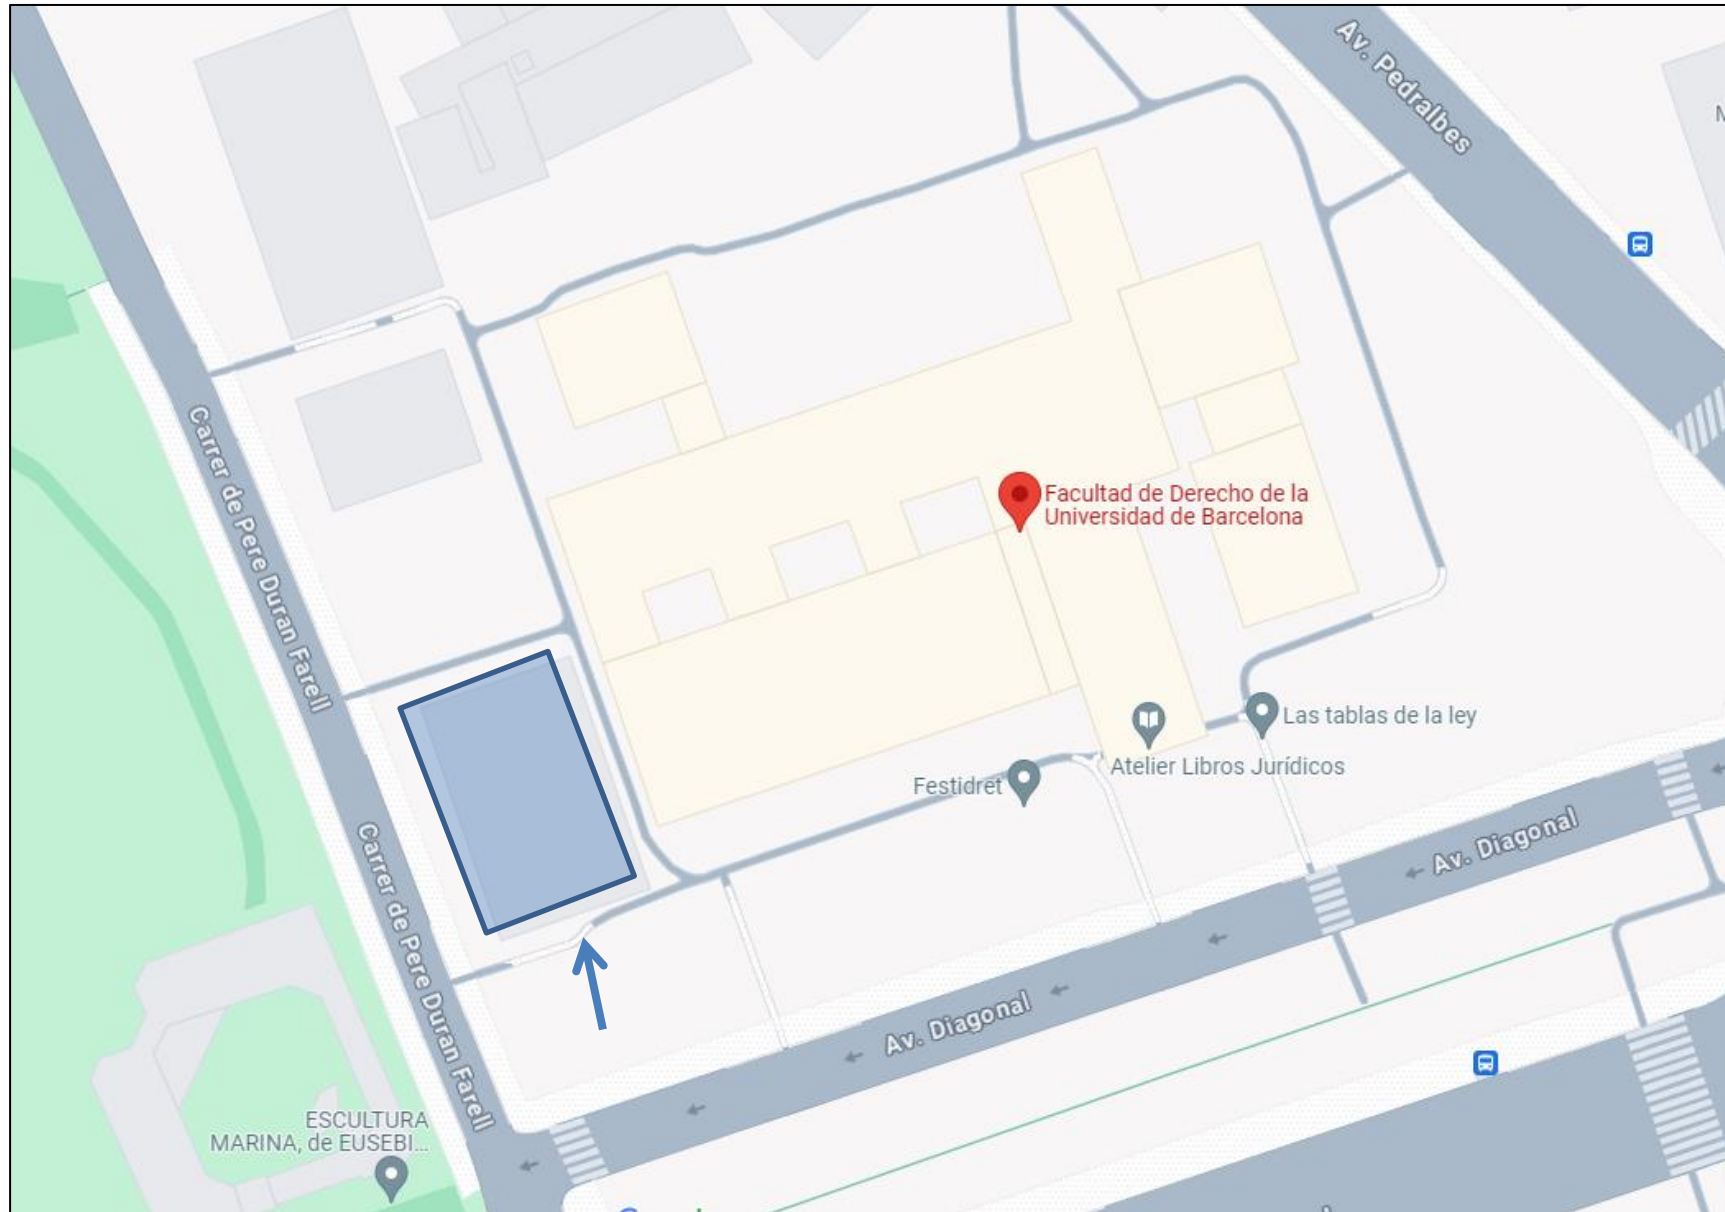 Av. Pedralbes
Carrer de Pere Duran Farell
Facultad de Derecho de la
Universidad de Barcelona
Las tablas de la ley
Atelier Libros Jurídicos
Festidret
Av. Diagonal
Carrer de Pere Duran Farell
Av. Diagonal
ESCULTURA
MARINA, de EUSEBI...